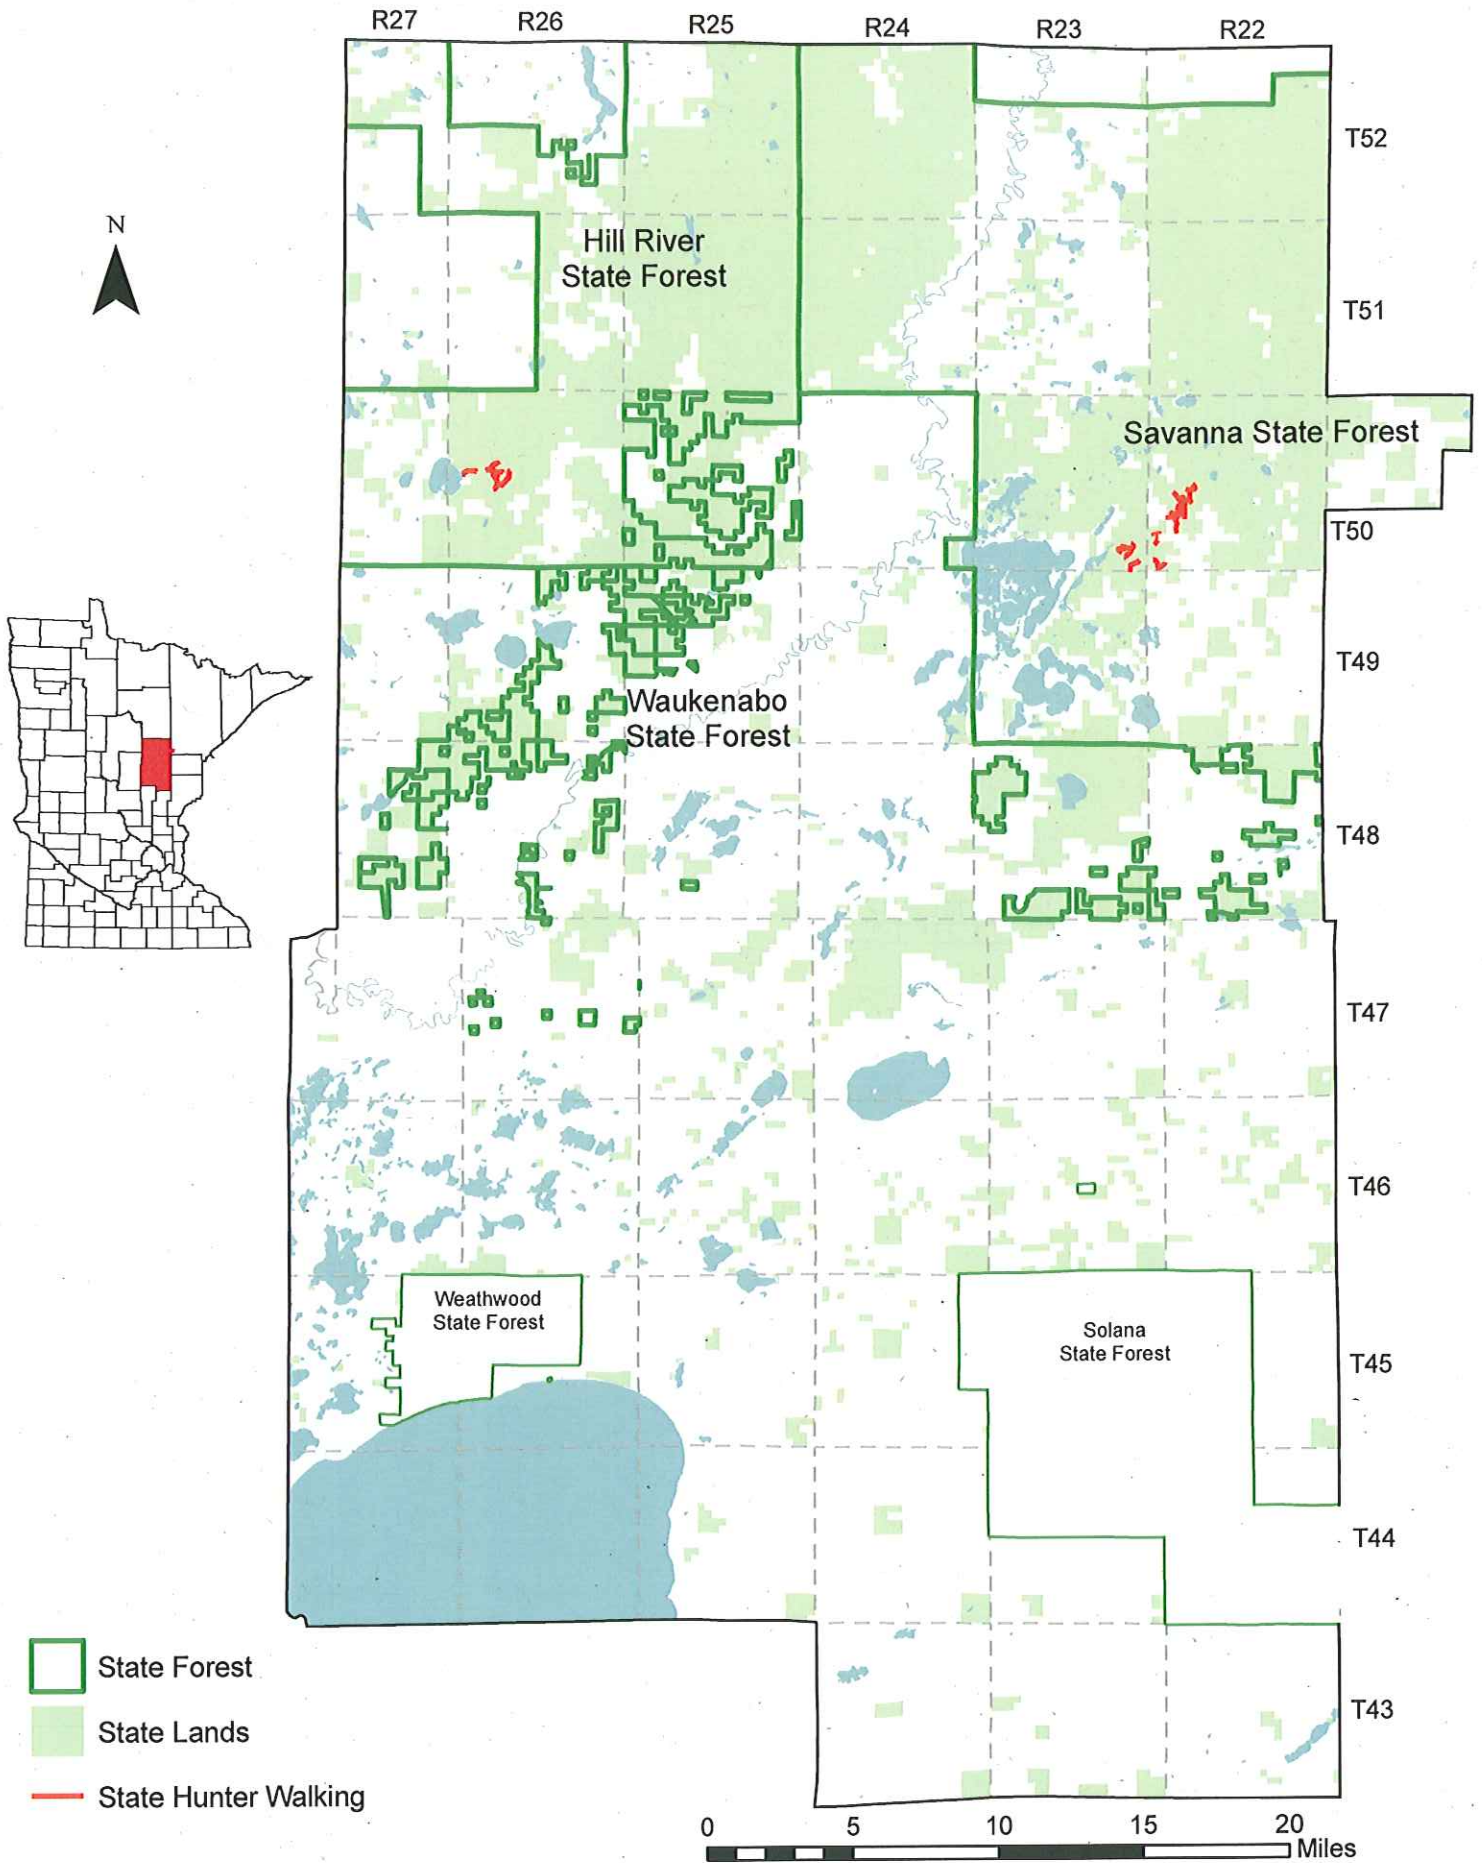 R27 R26 R25 R24 R23 R22
T52
N
Hill River
State Forest
T51
Savanna State Forest
T50
T49
Waukenabo
State Forest
T48
T47
T46
Weathwood
State Forest
Solana
State Forest
T45
T44
State Forest
T43
State Lands
State Hunter Walking
0 5 10 15 20
Miles